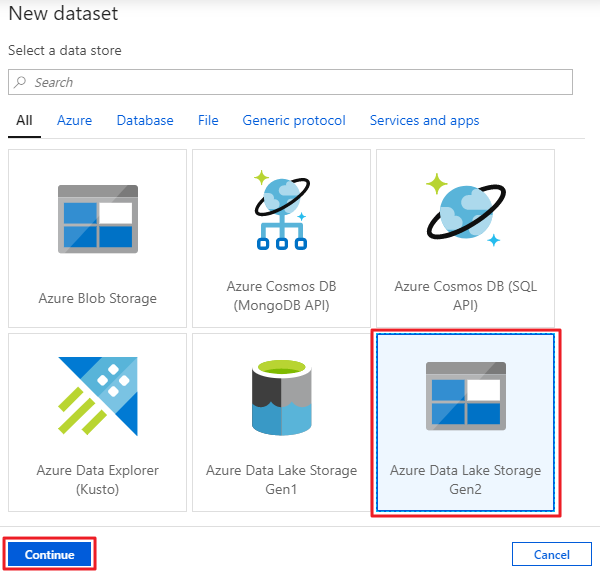 New dataset
Select a data store
Search
All Azure Database File Generic protocol Services and apps
Azure Blob Storage
Azure Cosmos DB
(MongoDB API)
Azure Cosmos DB (SQL
API)
Azure Data Explorer
(Kusto)
Azure Data Lake Storage
Gen1
Azure Data Lake Storage
Gen2
Continue
Cancel